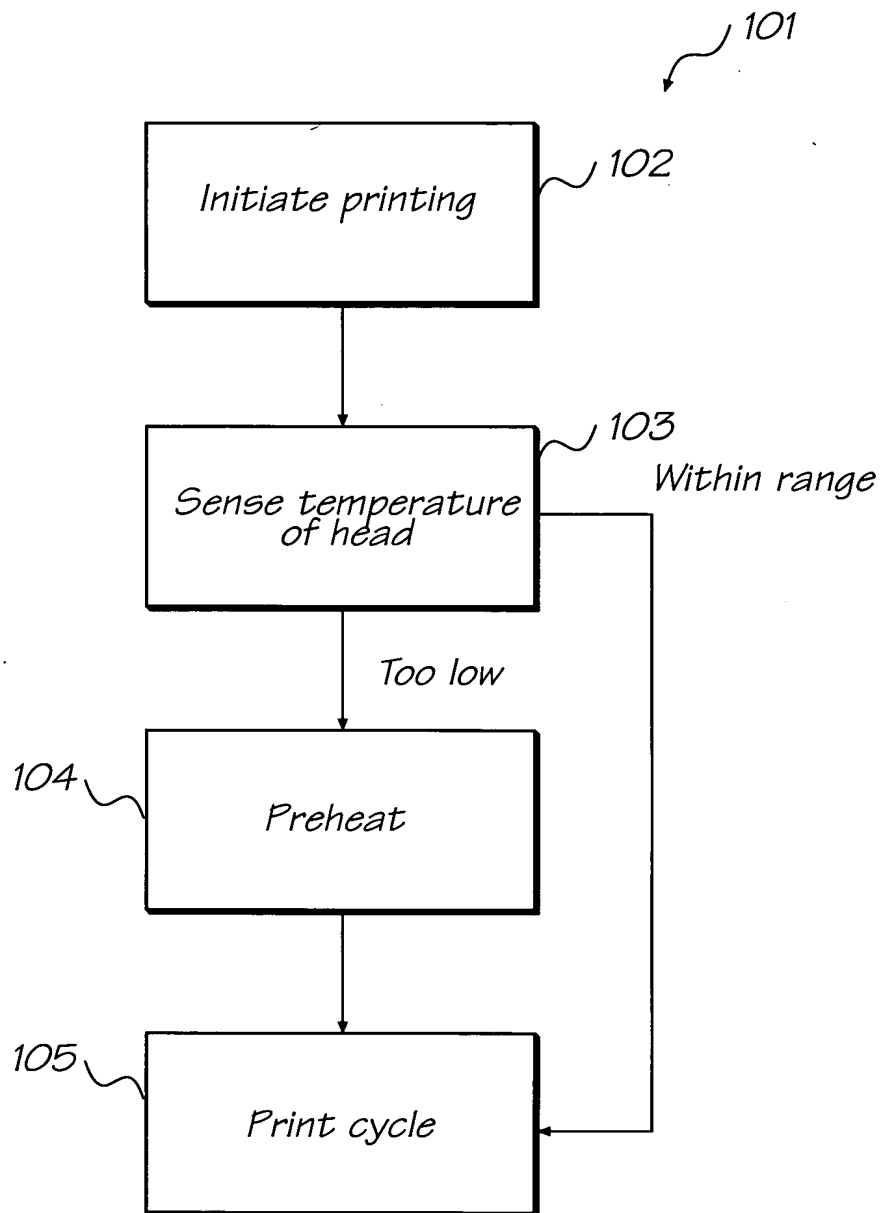 101
Initiate printing
102
103
Within range
Sense temperature
of head
Too low
104
Preheat
105
Print cycle